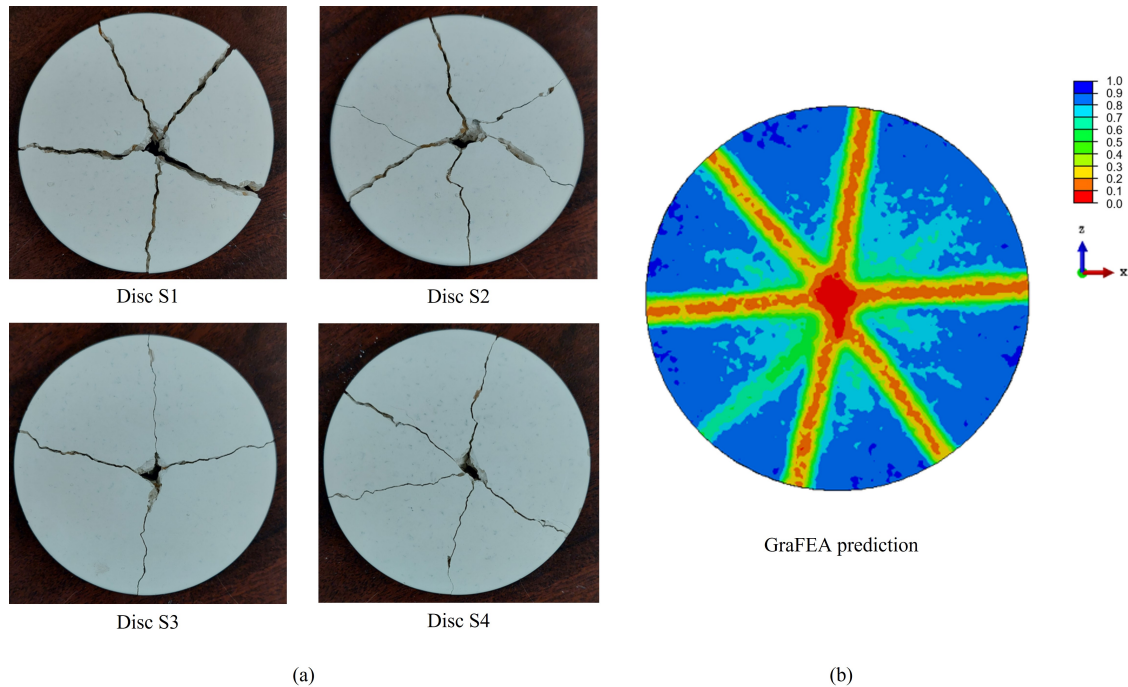 Disc S1
Disc S2
Disc S3
Disc S4
(a)
1.0
0.9
0.8
0.7
0.6
0.5
0.4
0.3
0.2
0.1
0.0
z
x
GraFEA prediction
(b)